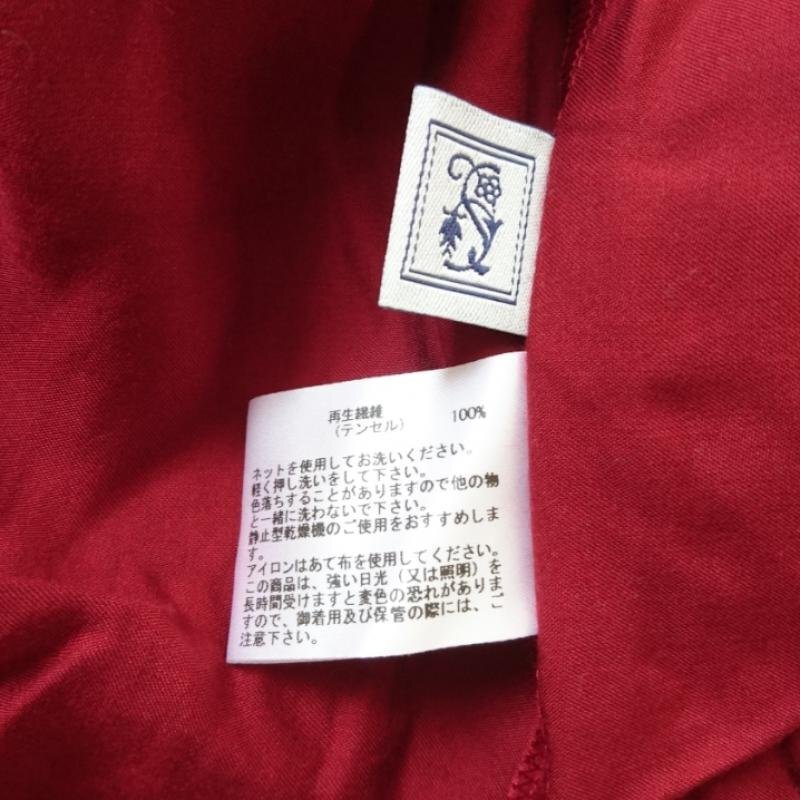 再生繊維 100%
(テンセル)
ネットを使用してお洗いください。
軽く押し洗いをして下さい。
色落ちすることがありますので他の物
と一緒に洗わないで下さい。
静止型乾燥機のご使用をおすすめしま
す。
アイロンはあて布を使用してください。
この商品は、強い日光（又は照明）を
長時間受けますと変色の恐れがありま
すので、御着用及び保管の際には、ご
注意下さい。